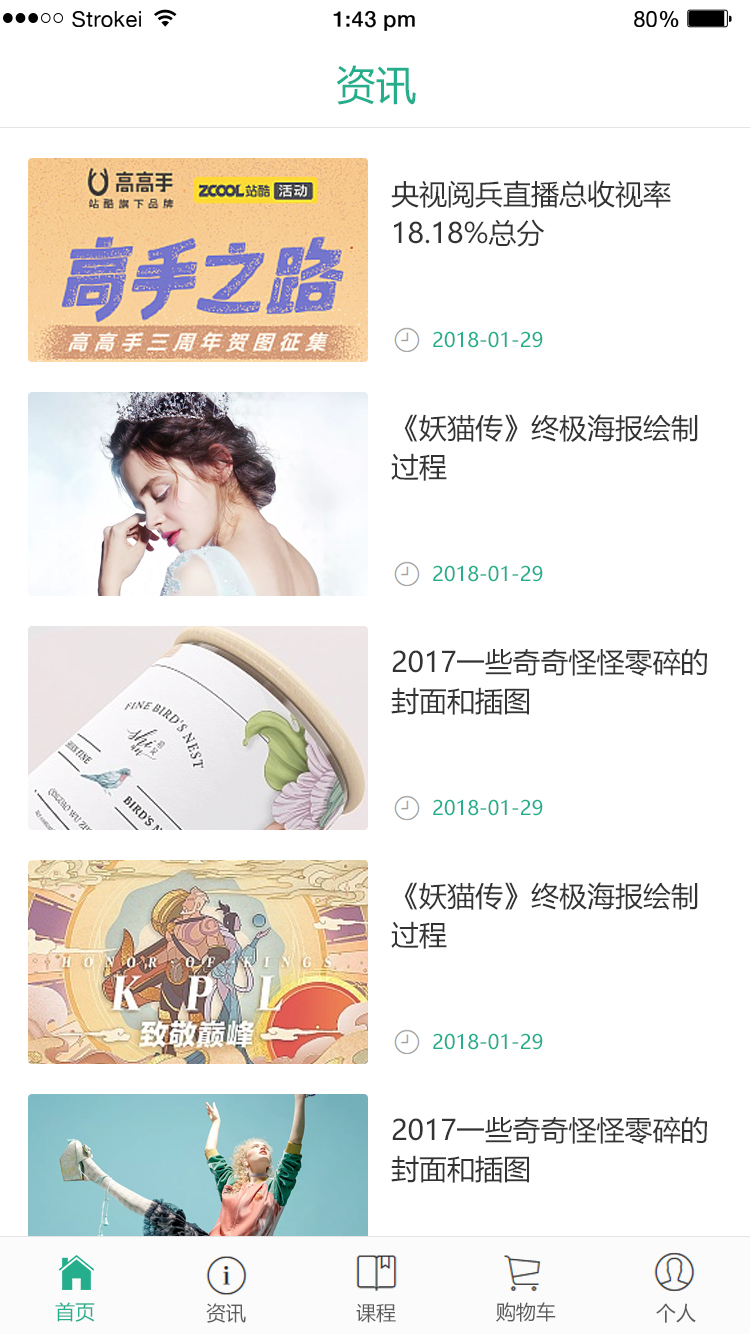 Strokei
1:43 pm
80%
资讯
高高手
站酷旗下品牌
ZCOOL站酷 活动
高手之路
高高手三周年贺图征集
央视阅兵直播总收视率
18.18%总分
2018-01-29
《妖猫传》终极海报绘制
过程
2018-01-29
FINE BIRD'S NEST
2017一些奇奇怪怪零碎的
封面和插图
2018-01-29
HONOR OF KINGS
KPL
致敬巅峰
《妖猫传》终极海报绘制
过程
2018-01-29
2017一些奇奇怪怪零碎的
封面和插图
首页
资讯
课程
购物车
个人